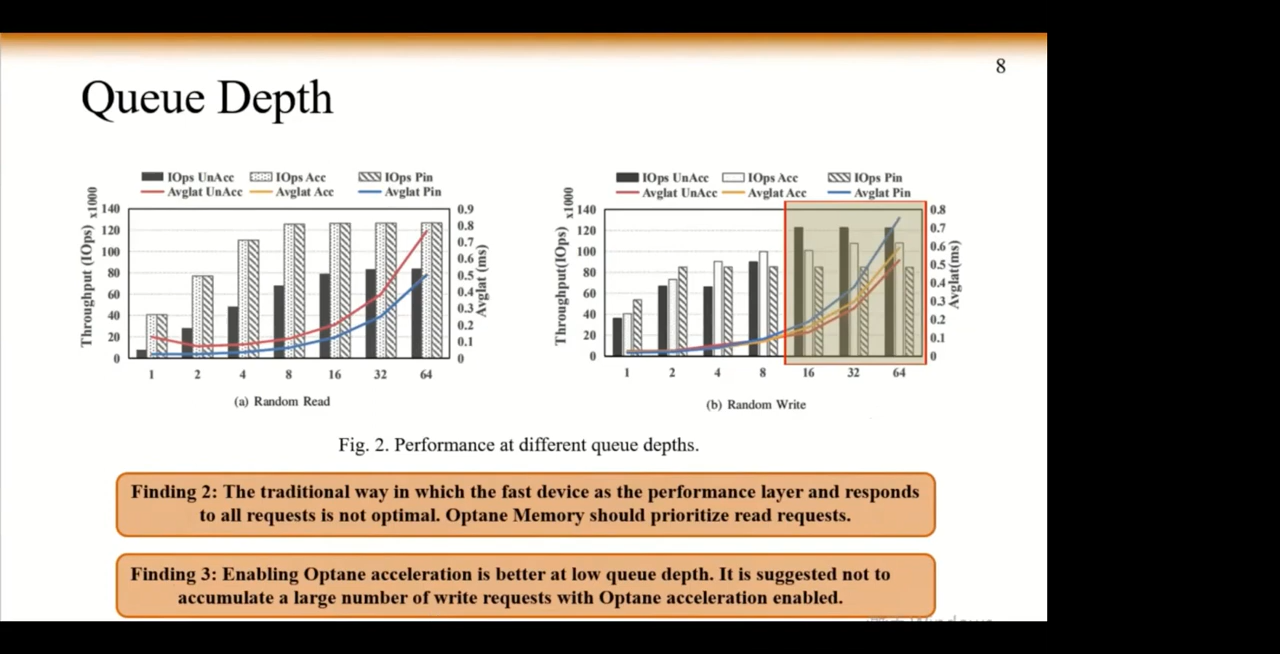 8
Queue Depth
IOps UnAcc IOps Acc IOps Pin
Avglat UnAcc Avglat Acc Avglat Pin
Throughput (IOps) x1000
140
120
100
80
60
40
20
0
0.9
0.8
0.7
0.6
0.5
0.4
0.3
0.2
0.1
0
Avglat (ms)
1 2 4 8 16 32 64
(a) Random Read
IOps UnAcc IOps Acc IOps Pin
Avglat UnAcc Avglat Acc Avglat Pin
Throughput(IOps) x1000
140
120
100
80
60
40
20
0
0.8
0.7
0.6
0.5
0.4
0.3
0.2
0.1
0
Avglat(ms)
1 2 4 8 16 32 64
(b) Random Write
Fig. 2. Performance at different queue depths.
Finding 2: The traditional way in which the fast device as the performance layer and responds
to all requests is not optimal. Optane Memory should prioritize read requests.
Finding 3: Enabling Optane acceleration is better at low queue depth. It is suggested not to
accumulate a large number of write requests with Optane acceleration enabled.